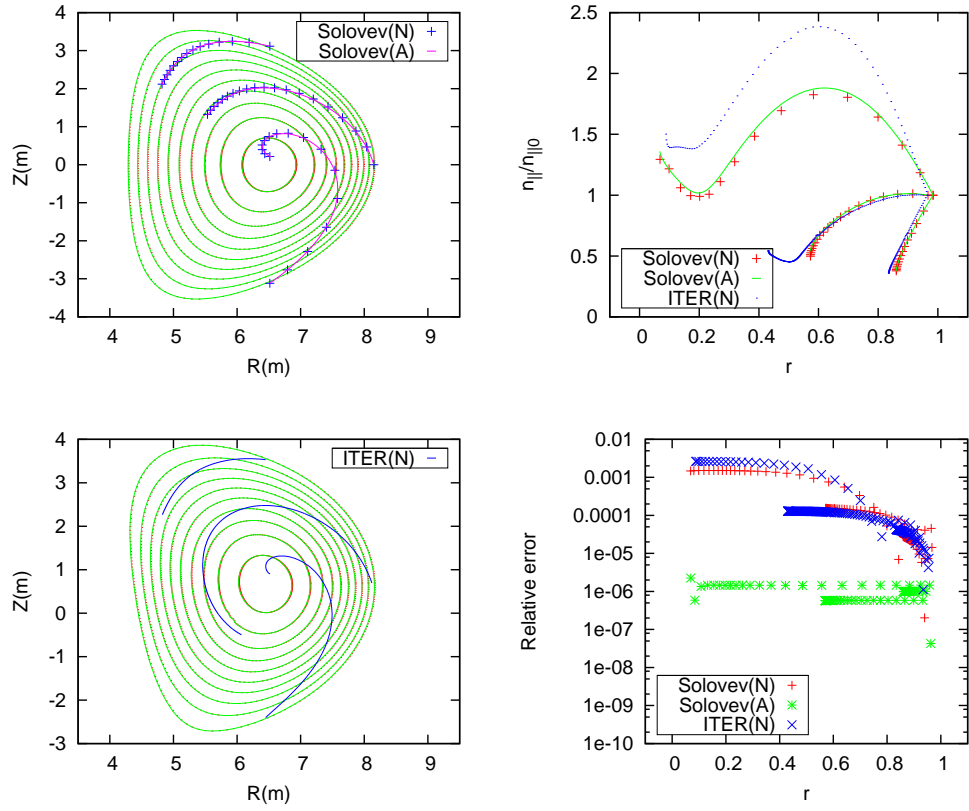 4
3
2
1
0
-1
-2
-3
-4
Z(m)
4 5 6 7 8 9
R(m)
Solovev(N)
Solovev(A)
2.5
2
1.5
1
0.5
0
n||/n||0
0 0.2 0.4 0.6 0.8 1
r
Solovev(N)
Solovev(A)
ITER(N)
4
3
2
1
0
-1
-2
-3
Z(m)
4 5 6 7 8 9
R(m)
ITER(N)
0.01
0.001
0.0001
1e-05
1e-06
1e-07
1e-08
1e-09
1e-10
Relative error
0 0.2 0.4 0.6 0.8 1
r
Solovev(N)
Solovev(A)
ITER(N)